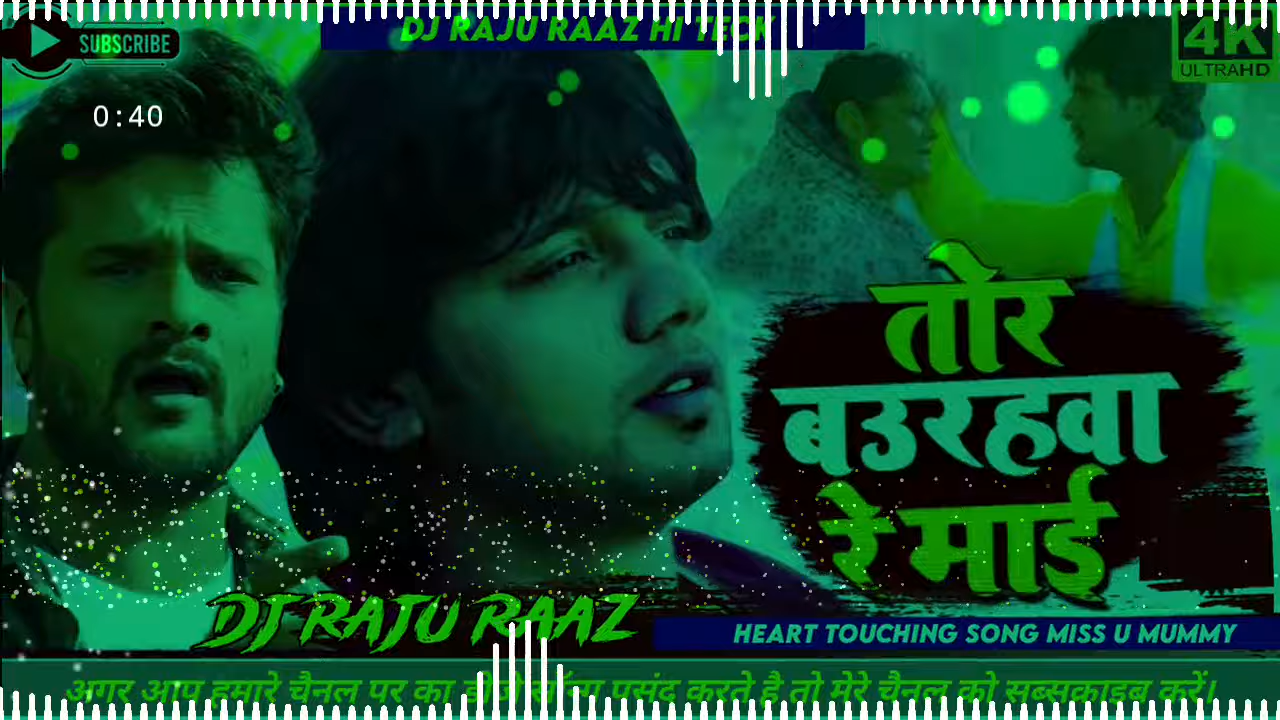 SUBSCRIBE
DJ RAJU RAAZ HI TECK
4K
ULTRAHD
0:40
तोर
बउरहवा
रे माई
DJ RAJU RAAZ
HEART TOUCHING SONG MISS U MUMMY
अगर आप हमारे चैनल पर का पसंद करते है तो मेरे चैनल को सब्सक्राइब करें।